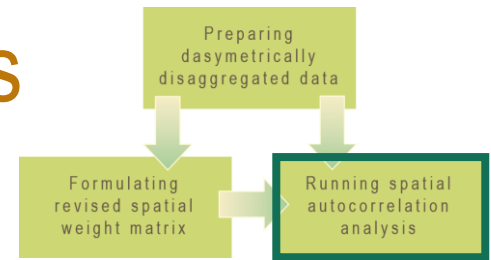 s
Preparing
dasymetrically
disaggregated data
Formulating
revised spatial
weight matrix
Running spatial
autocorrelation
analysis